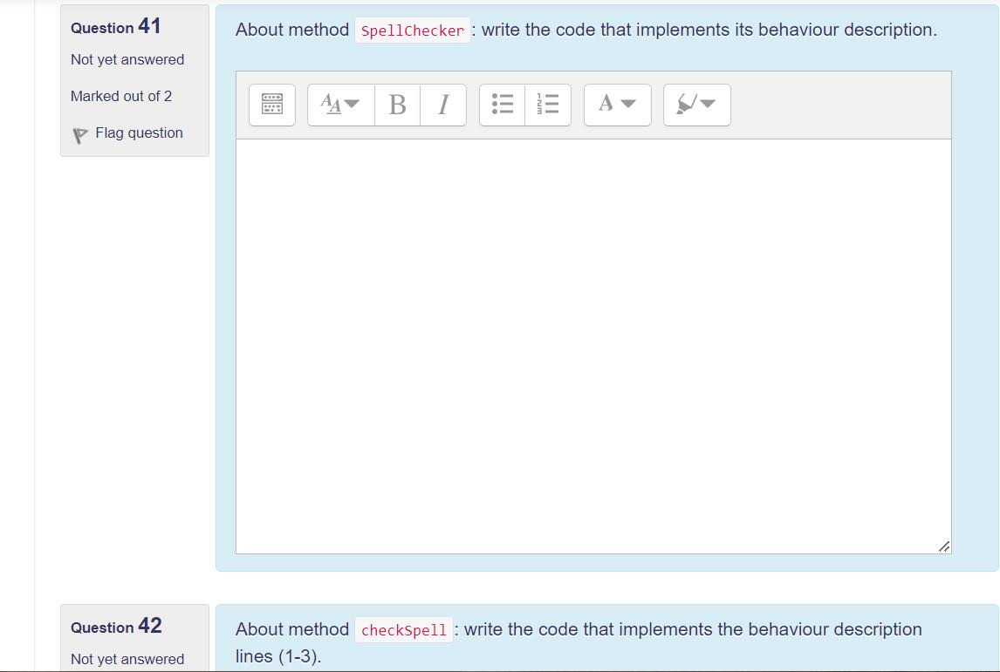 Question 41
Not yet answered
Marked out of 2
Flag question
About method SpellChecker : write the code that implements its behaviour description.
Question 42
Not yet answered
About method checkSpell : write the code that implements the behaviour description
lines (1-3).